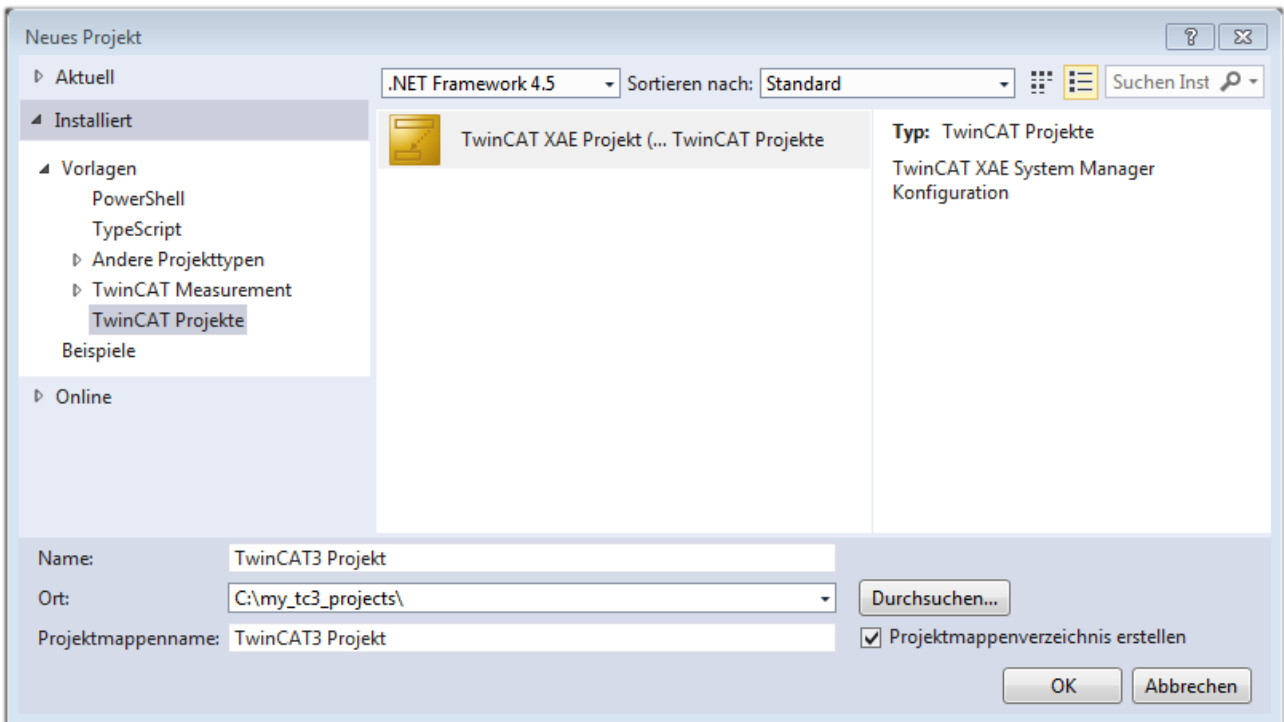 Neues Projekt
Aktuell
.NET Framework 4.5 Sortieren nach: Standard Suchen Inst
Installiert
Vorlagen
PowerShell
TypeScript
Andere Projekttypen
TwinCAT Measurement
TwinCAT Projekte
Beispiele
Online
TwinCAT XAE Projekt (... TwinCAT Projekte
Typ: TwinCAT Projekte
TwinCAT XAE System Manager
Konfiguration
Name: TwinCAT3 Projekt
Ort: C:\my_tc3_projects\ Durchsuchen...
Projektmappenname: TwinCAT3 Projekt Projektmappenverzeichnis erstellen
OK Abbrechen